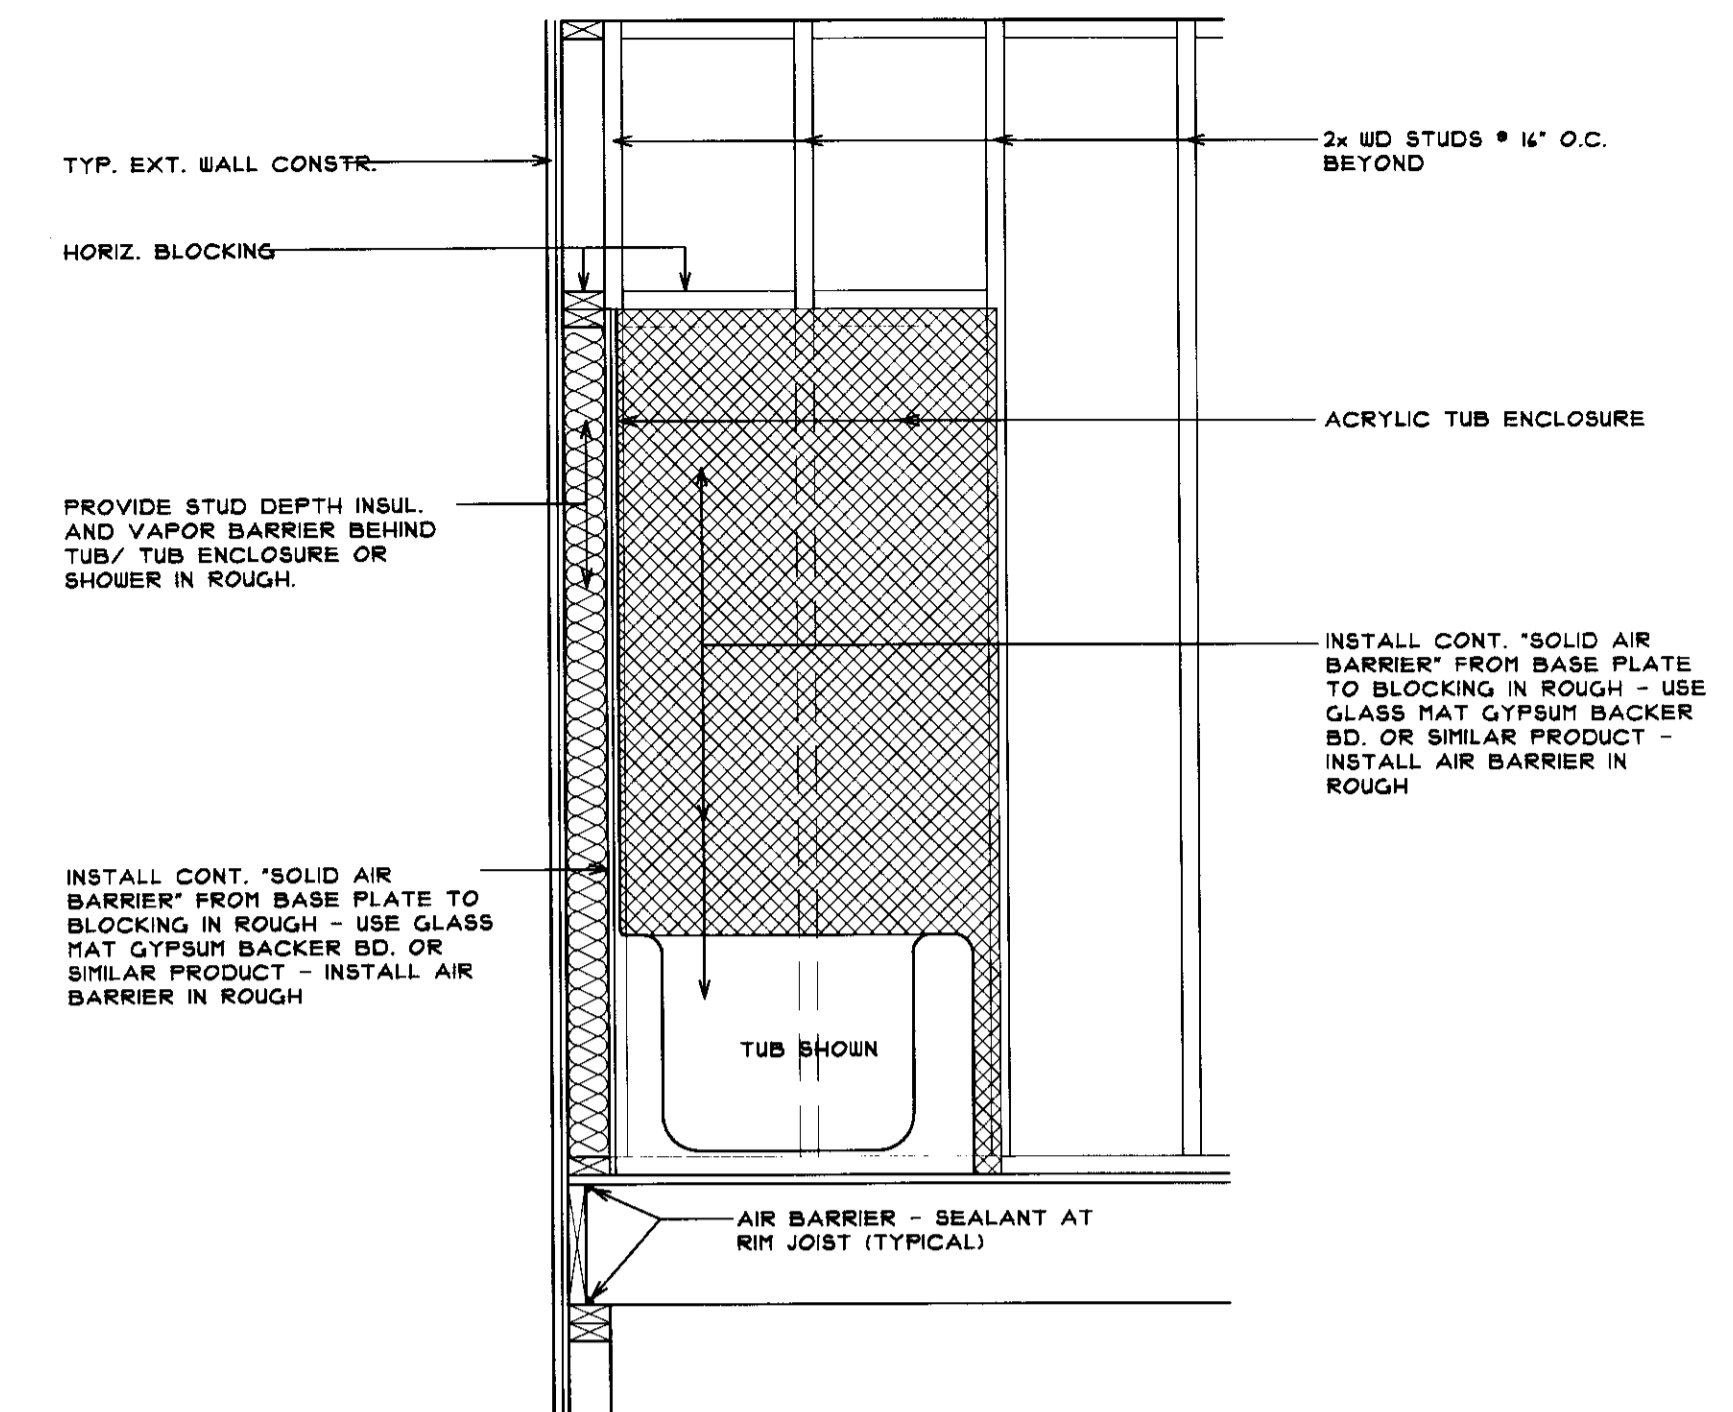 TYP. EXT. WALL CONSTR.
HORIZ. BLOCKING
PROVIDE STUD DEPTH INSUL.
AND VAPOR BARRIER BEHIND
TUB/ TUB ENCLOSURE OR
SHOWER IN ROUGH.
INSTALL CONT. "SOLID AIR
BARRIER" FROM BASE PLATE TO
BLOCKING IN ROUGH - USE GLASS
MAT GYPSUM BACKER BD. OR
SIMILAR PRODUCT - INSTALL AIR
BARRIER IN ROUGH
2x WD STUDS @ 16" O.C.
BEYOND
ACRYLIC TUB ENCLOSURE
INSTALL CONT. "SOLID AIR
BARRIER" FROM BASE PLATE
TO BLOCKING IN ROUGH - USE
GLASS MAT GYPSUM BACKER
BD. OR SIMILAR PRODUCT -
INSTALL AIR BARRIER IN
ROUGH
TUB SHOWN
AIR BARRIER - SEALANT AT
RIM JOIST (TYPICAL)